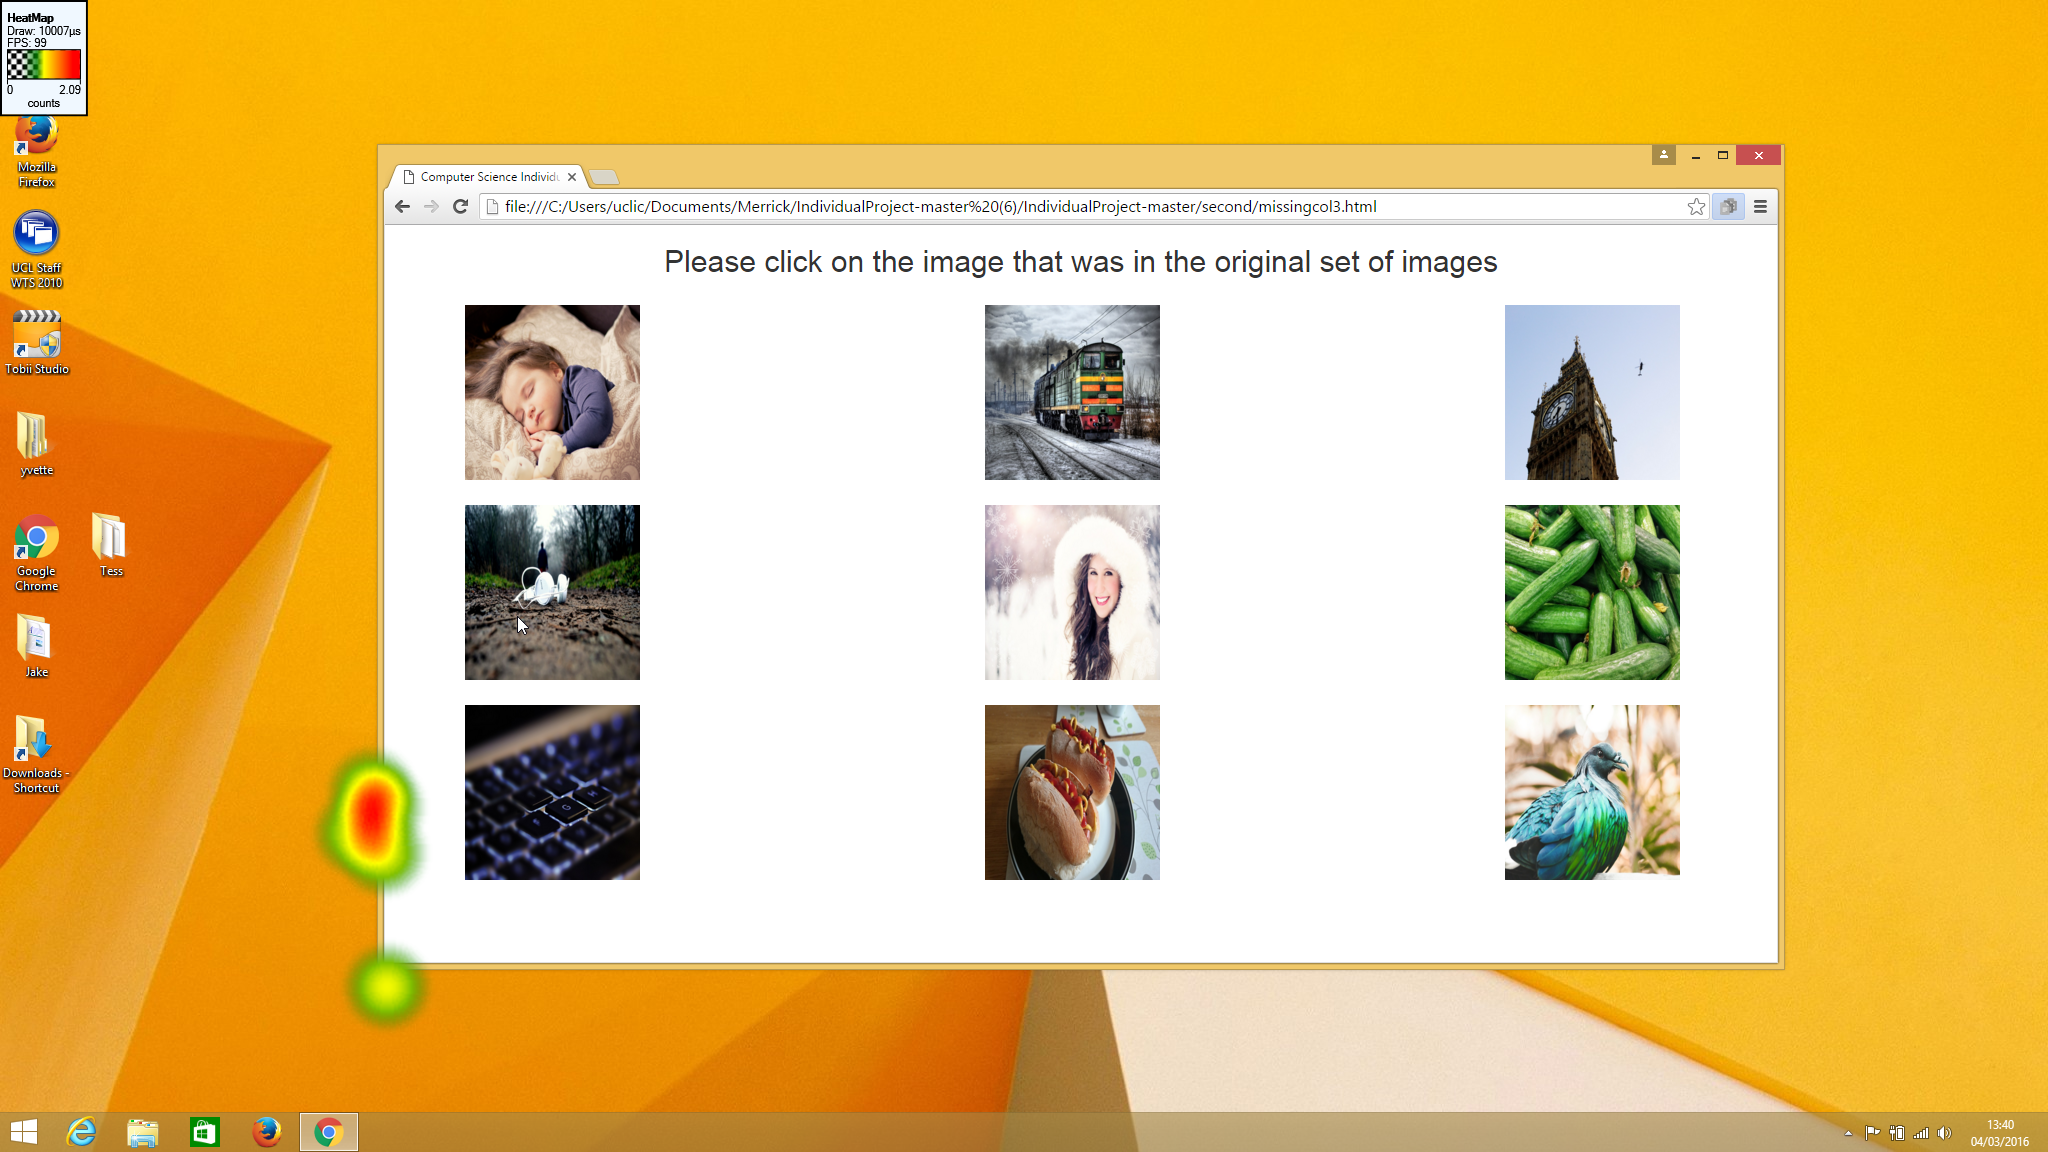 HeatMap
Draw: 10007µs
FPS: 99
0 2.09
counts
Mozilla
Firefox
UCL Staff
WTS 2010
Tobii Studio
yvette
Google
Chrome
Tess
Jake
Downloads -
Shortcut
Computer Science Individu
file:///C:/Users/uclic/Documents/Merrick/IndividualProject-master%20(6)/IndividualProject-master/second/missingcol3.html
Please click on the image that was in the original set of images
G H
13:40
04/03/2016